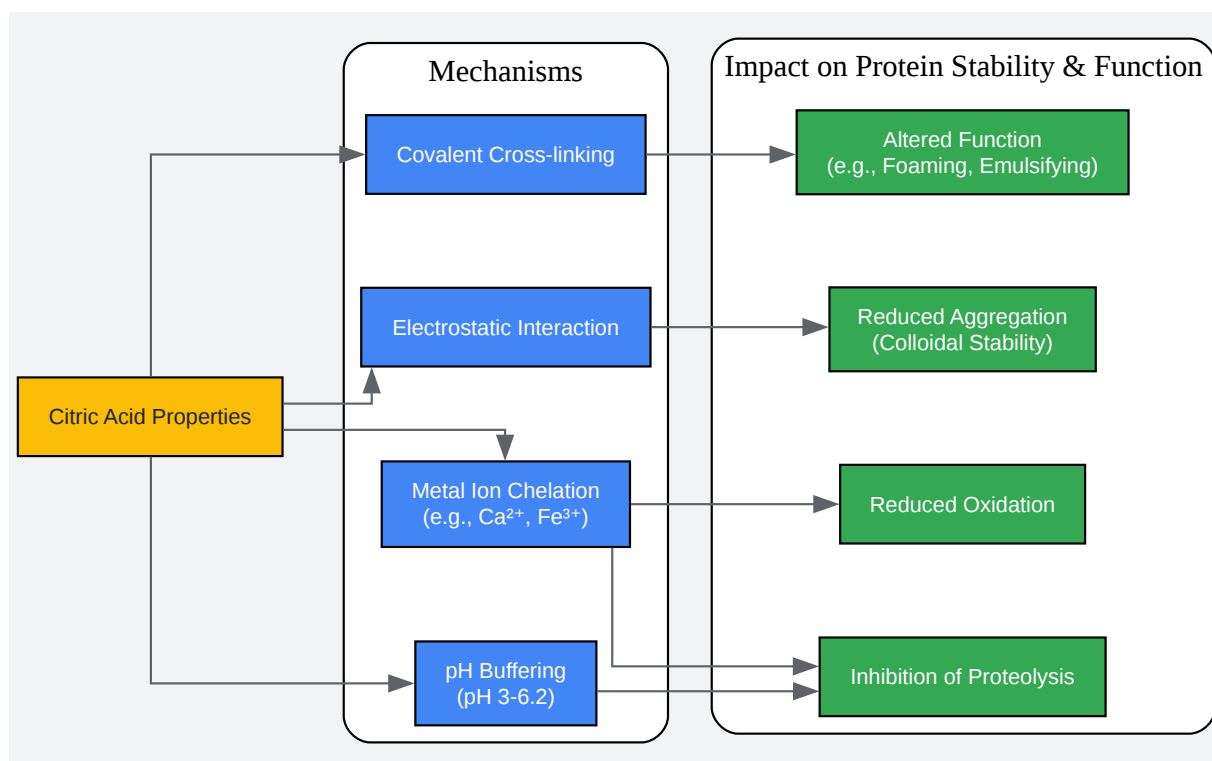 Mechanisms
Impact on Protein Stability & Function
Covalent Cross-linking
Altered Function
(e.g., Foaming, Emulsifying)
Electrostatic Interaction
Reduced Aggregation
(Colloidal Stability)
Citric Acid Properties
Metal Ion Chelation
(e.g., Ca²⁺, Fe³⁺)
Reduced Oxidation
pH Buffering
(pH 3-6.2)
Inhibition of Proteolysis